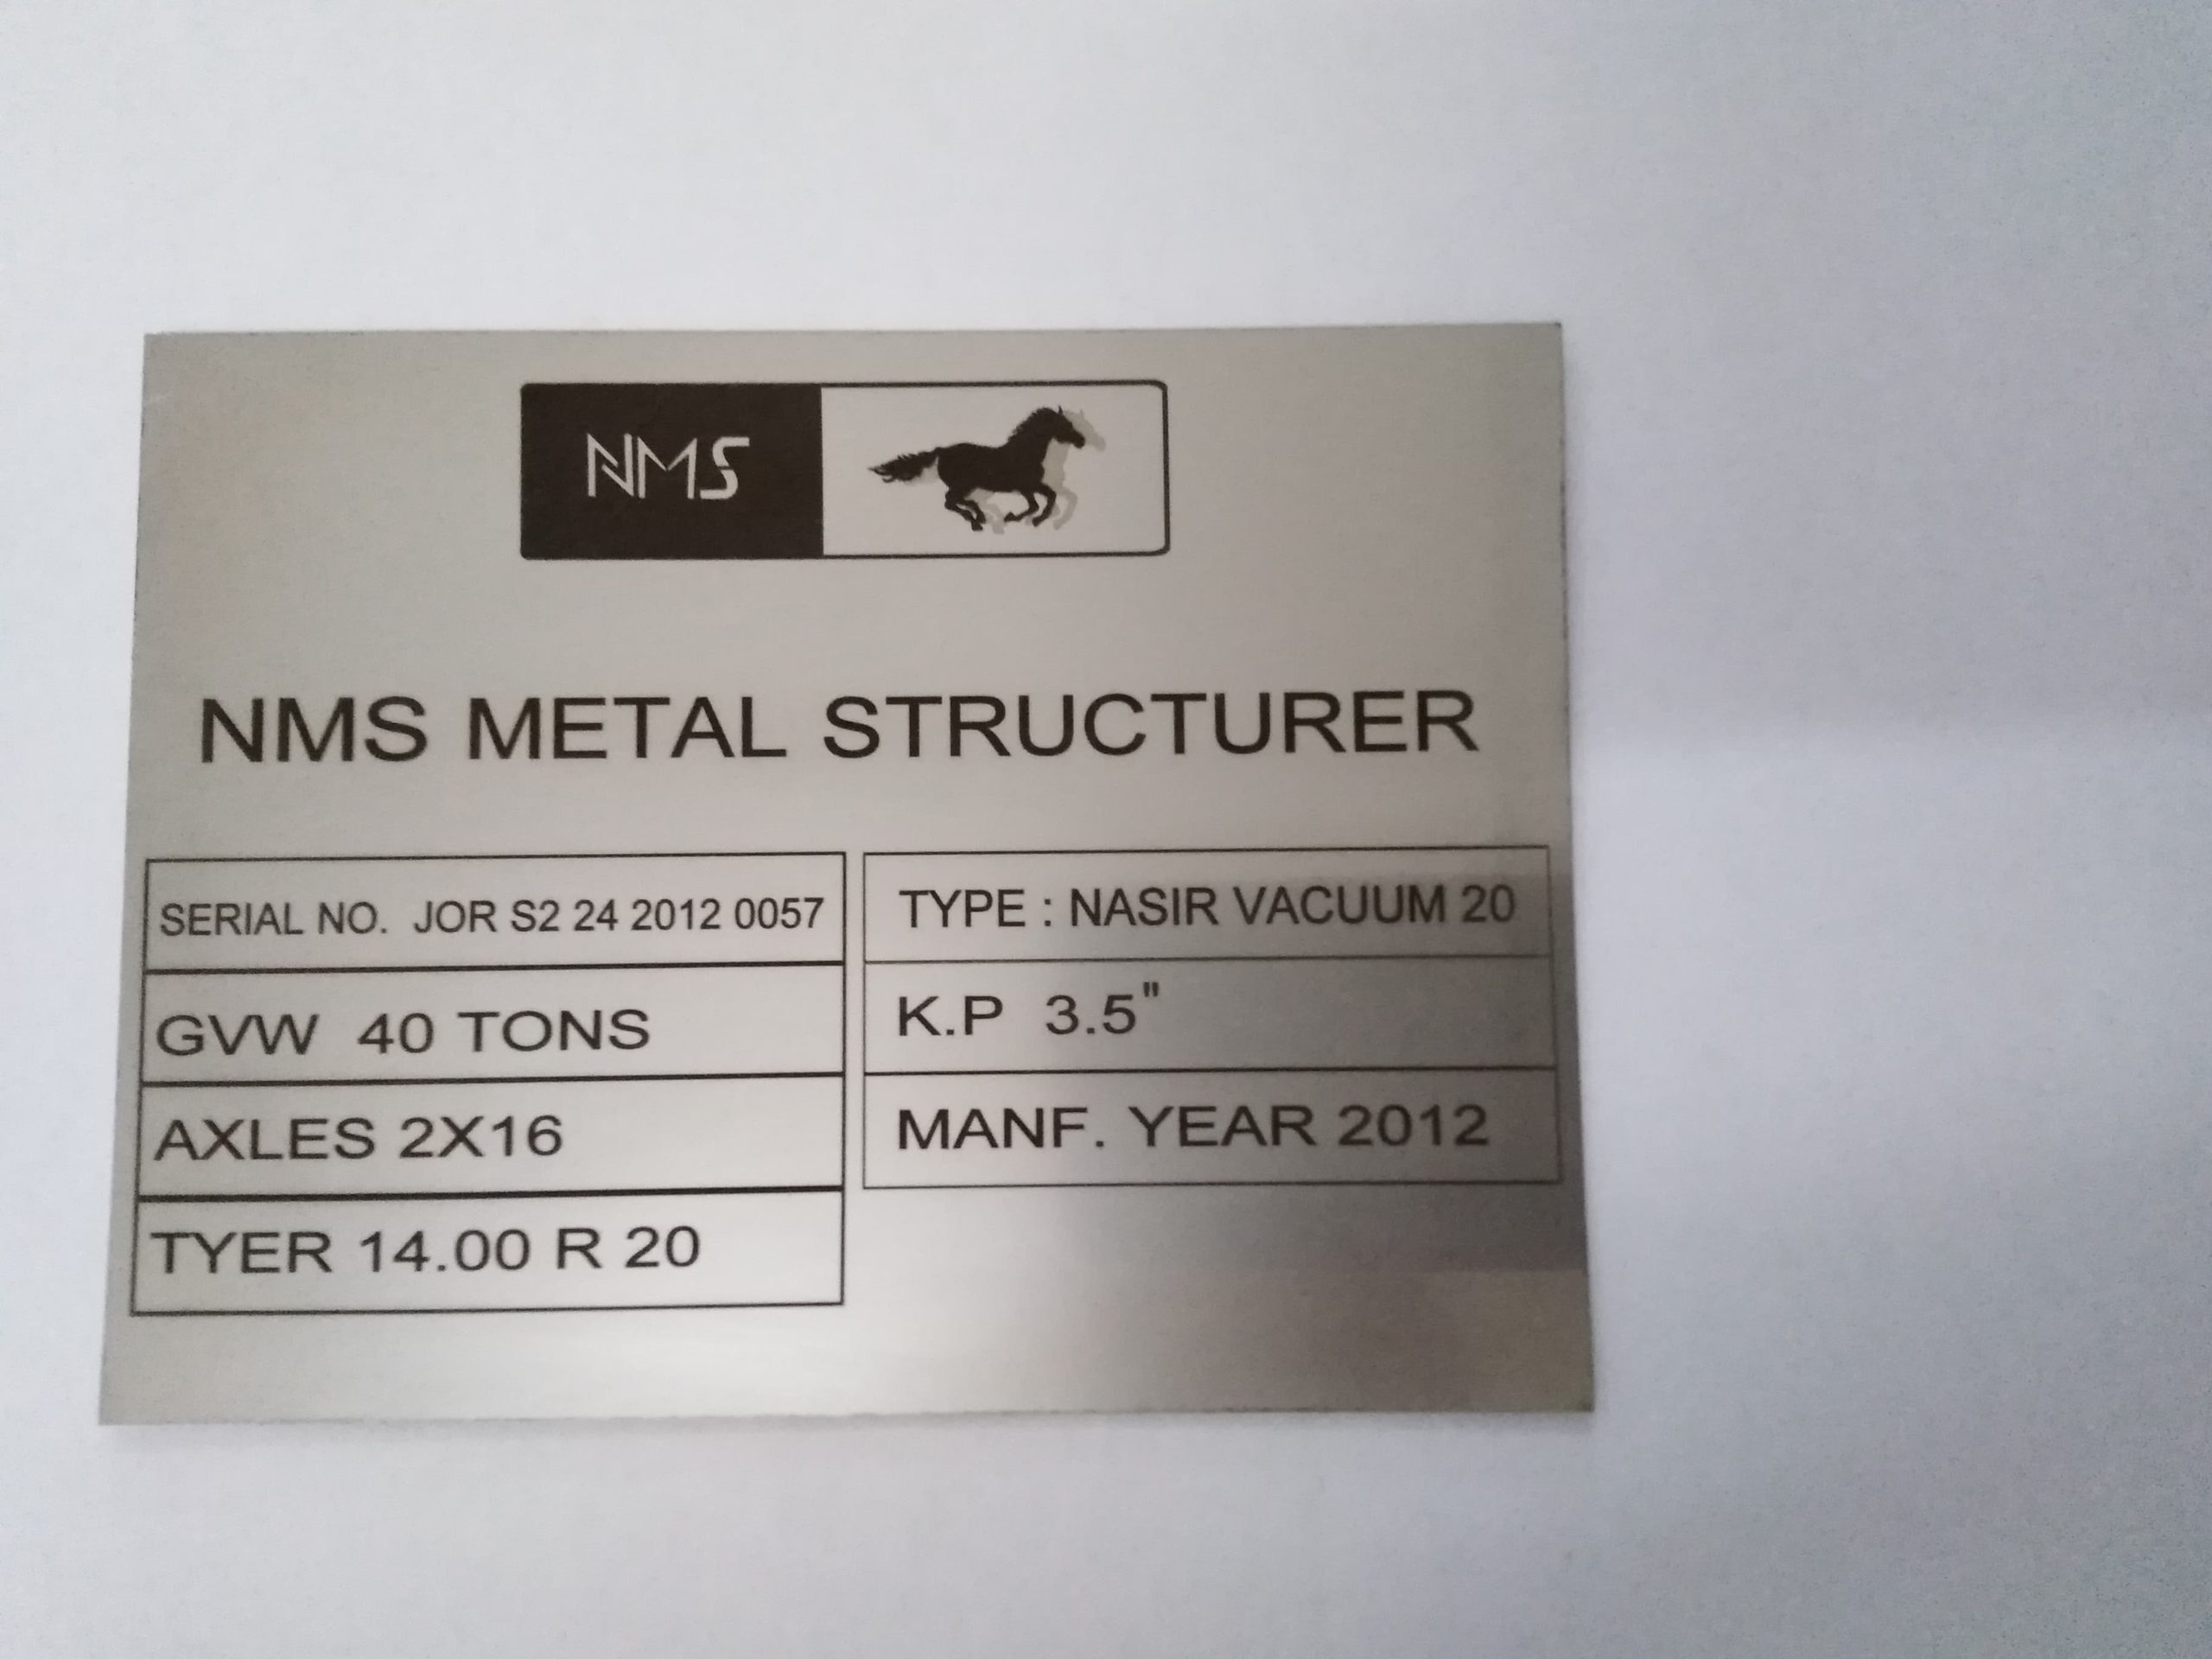 NMS
NMS METAL STRUCTURER
SERIAL NO. JOR S2 24 2012 0057
GVW 40 TONS
AXLES 2X16
TYER 14.00 R 20
TYPE : NASIR VACUUM 20
K.P 3.5"
MANF. YEAR 2012